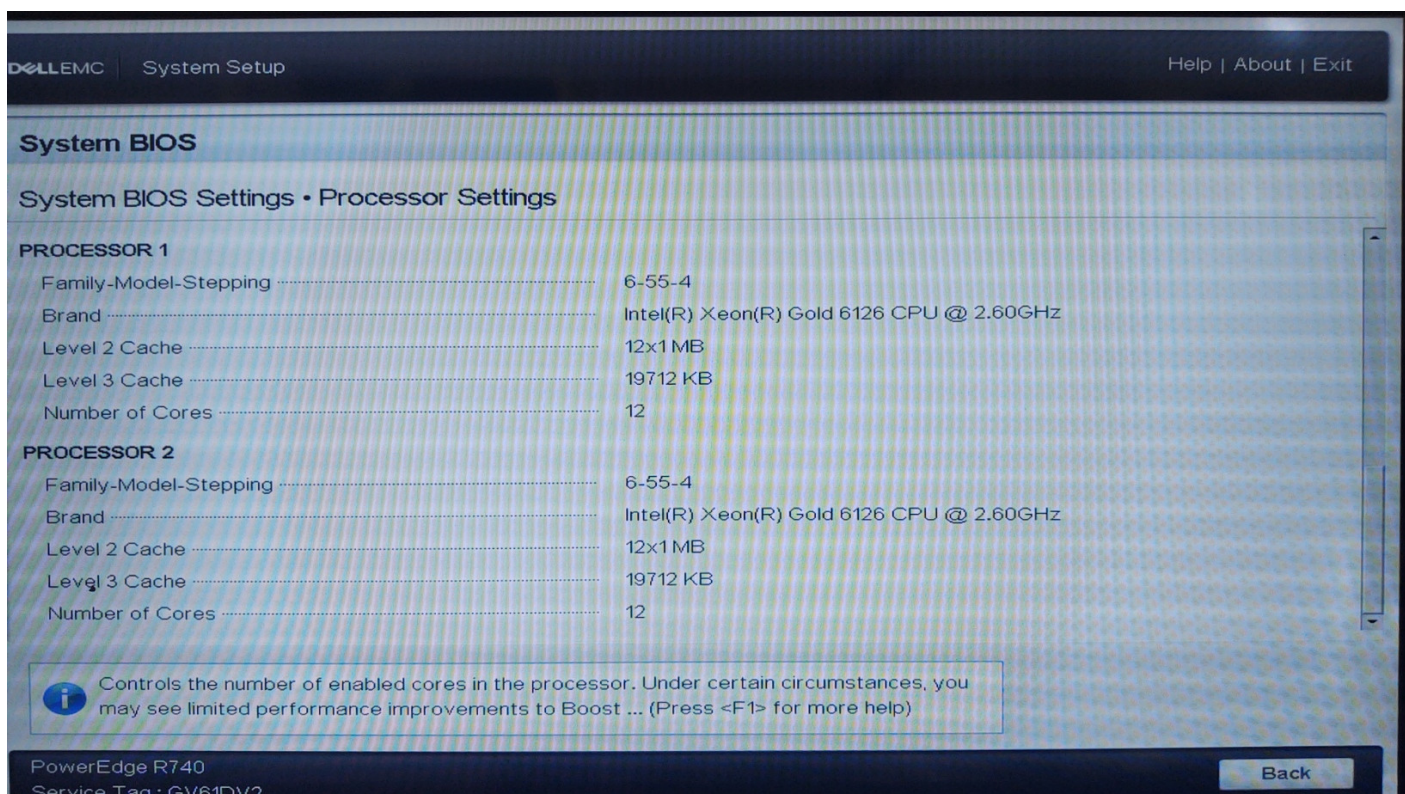 DELLEMC System Setup Help | About | Exit
System BIOS
System BIOS Settings • Processor Settings
PROCESSOR 1
Family-Model-Stepping 6-55-4
Brand Intel(R) Xeon(R) Gold 6126 CPU @ 2.60GHz
Level 2 Cache 12x1 MB
Level 3 Cache 19712 KB
Number of Cores 12
PROCESSOR 2
Family-Model-Stepping 6-55-4
Brand Intel(R) Xeon(R) Gold 6126 CPU @ 2.60GHz
Level 2 Cache 12x1 MB
Level 3 Cache 19712 KB
Number of Cores 12
Controls the number of enabled cores in the processor. Under certain circumstances, you
may see limited performance improvements to Boost ... (Press <F1> for more help)
PowerEdge R740
Back
Service Tag : GV61DV2